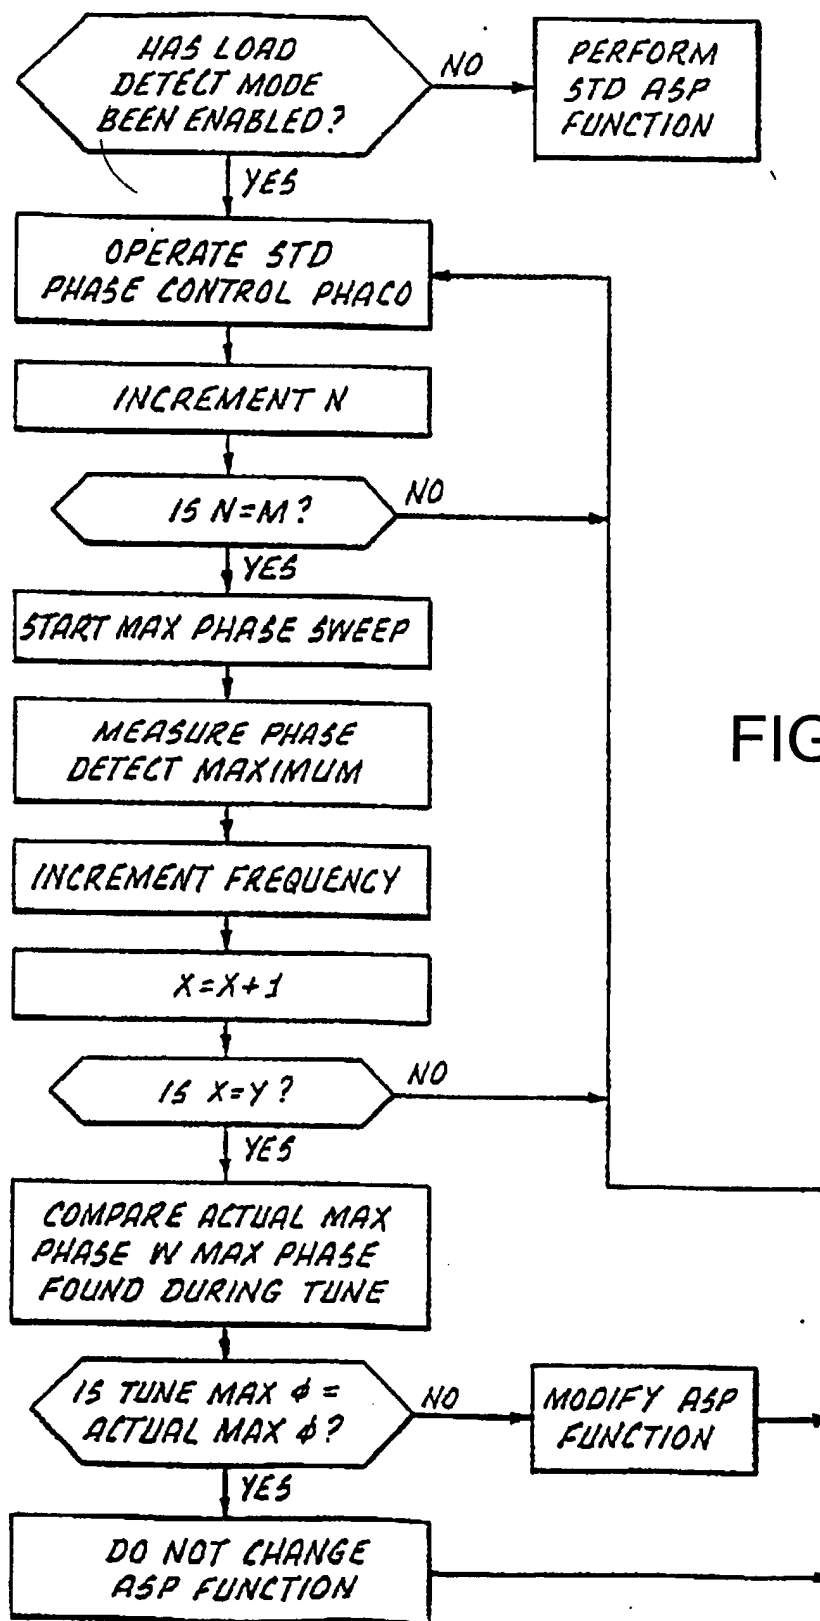 HAS LOAD
DETECT MODE
BEEN ENABLED?
NO
PERFORM
STD ASP
FUNCTION
YES
OPERATE STD
PHASE CONTROL PHACO
INCREMENT N
IS N=M?
NO
YES
START MAX PHASE SWEEP
MEASURE PHASE
DETECT MAXIMUM
FIG
INCREMENT FREQUENCY
X=X+1
IS X=Y?
NO
YES
COMPARE ACTUAL MAX
PHASE W MAX PHASE
FOUND DURING TUNE
IS TUNE MAX ϕ =
ACTUAL MAX ϕ?
NO
MODIFY ASP
FUNCTION
YES
DO NOT CHANGE
ASP FUNCTION